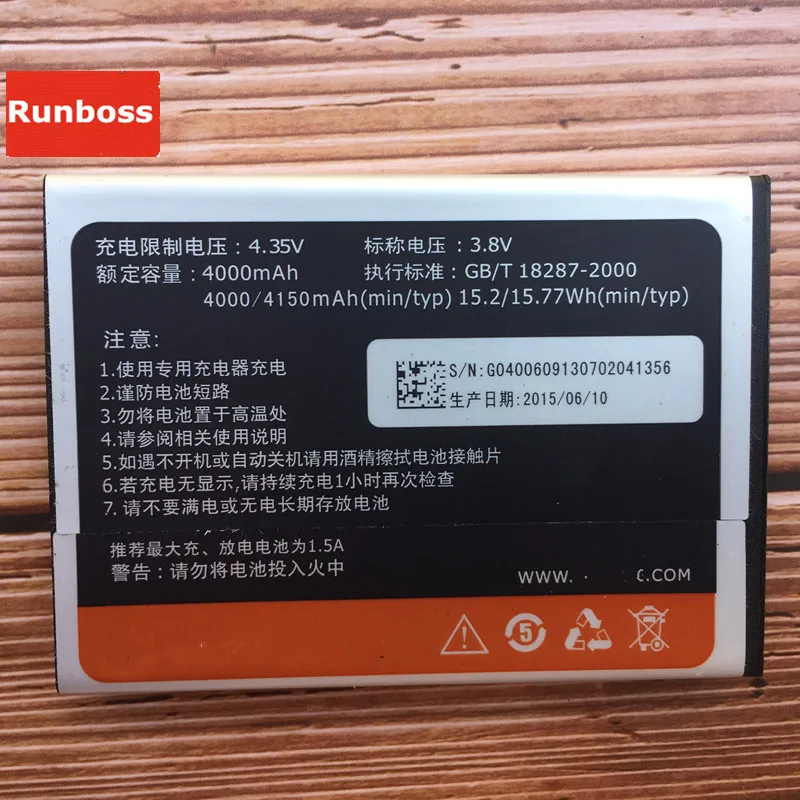 Runboss
充电限制电压：4.35V 标称电压：3.8V
额定容量：4000mAh 执行标准：GB/T 18287-2000
4000/4150mAh(min/typ) 15.2/15.77Wh(min/typ)
注意:
1.使用专用充电器充电
2.谨防电池短路
3.勿将电池置于高温处
4.请参阅相关使用说明
5.如遇不开机或自动关机请用酒精擦拭电池接触片
6.若充电无显示,请持续充电1小时再次检查
7.请不要满电或无电长期存放电池
S/N:G0400609130702041356
生产日期:2015/06/10
推荐最大充、放电电池为1.5A
警告:请勿将电池投入火中
WWW. .COM
5